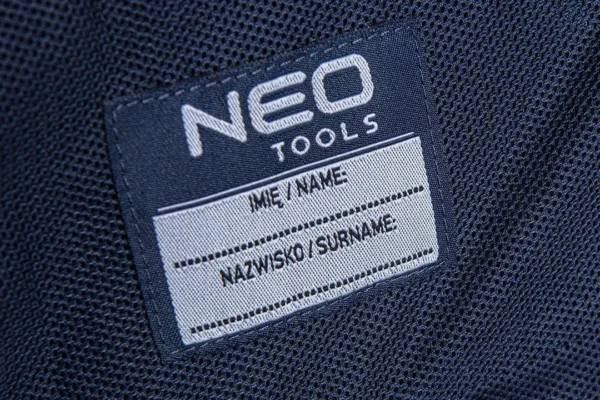 NEO
TOOLS
IMIĘ / NAME:
NAZWISKO / SURNAME: